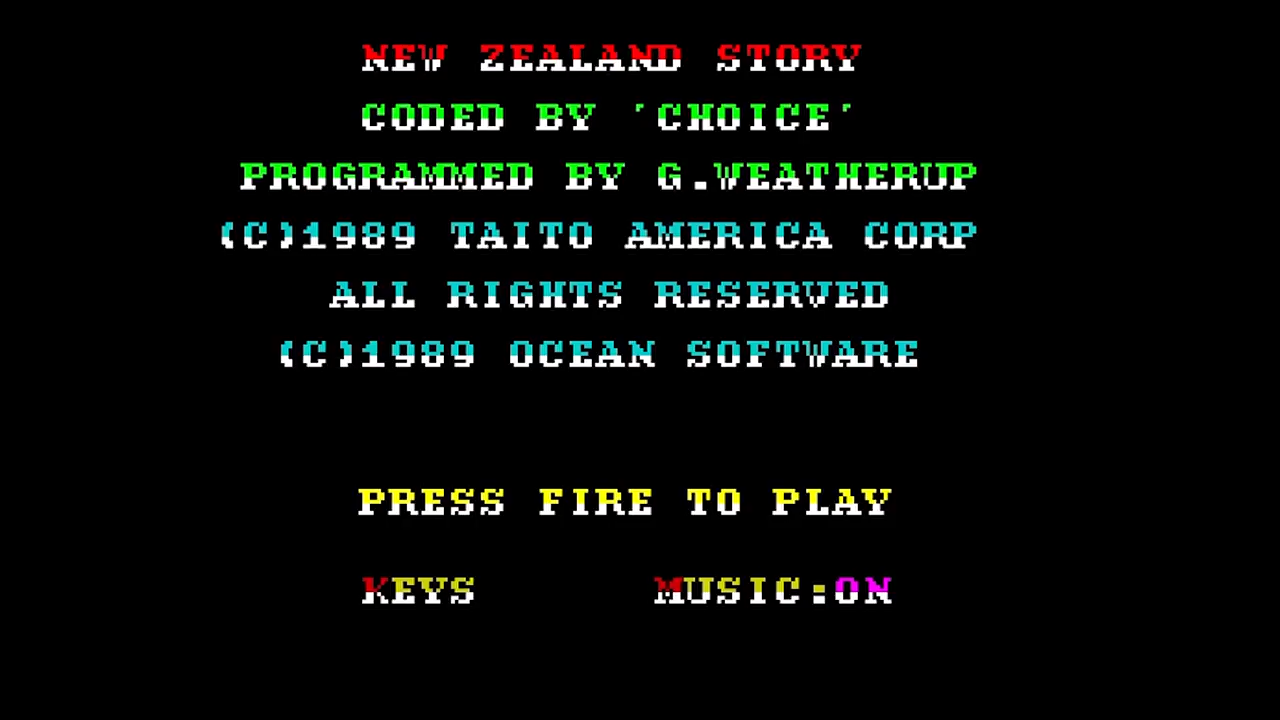 NEW ZEALAND STORY
CODED BY 'CHOICE'
PROGRAMMED BY G.WEATHERUP
(C)1989 TAITO AMERICA CORP
ALL RIGHTS RESERVED
(C)1989 OCEAN SOFTWARE
PRESS FIRE TO PLAY
KEYS MUSIC:ON